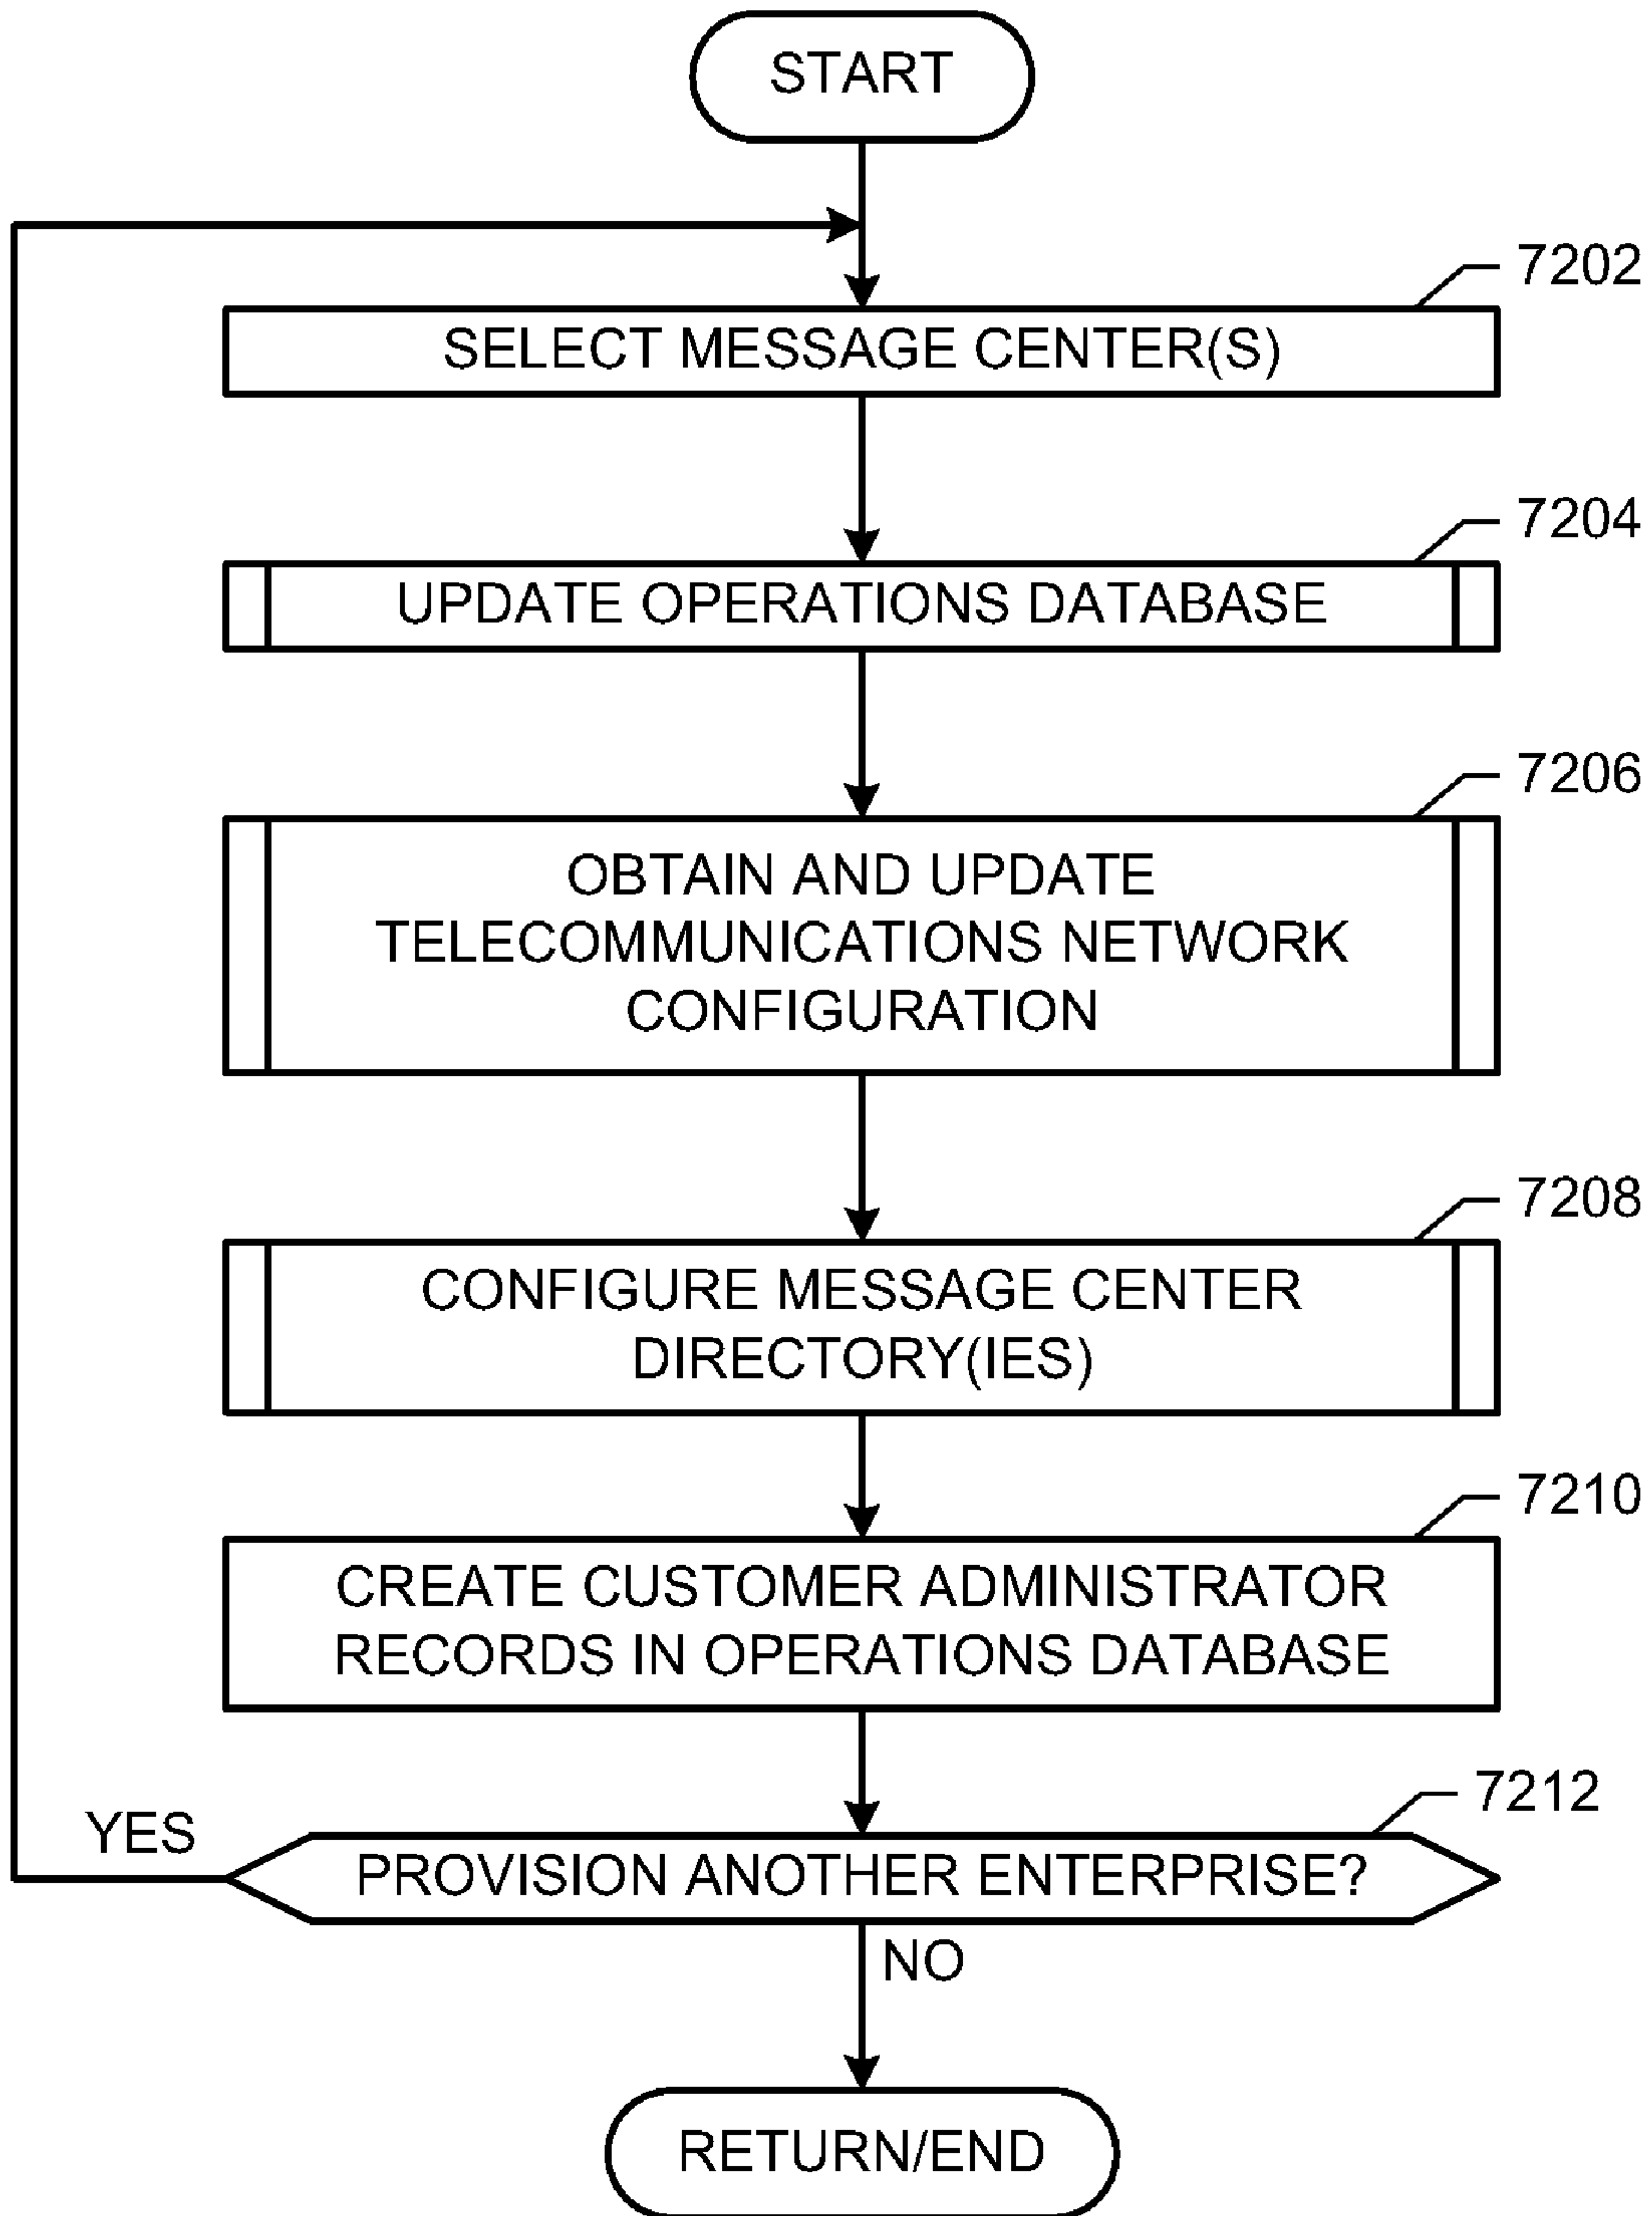 START
7202
SELECT MESSAGE CENTER(S)
7204
UPDATE OPERATIONS DATABASE
7206
OBTAIN AND UPDATE
TELECOMMUNICATIONS NETWORK
CONFIGURATION
7208
CONFIGURE MESSAGE CENTER
DIRECTORY(IES)
7210
CREATE CUSTOMER ADMINISTRATOR
RECORDS IN OPERATIONS DATABASE
7212
YES
PROVISION ANOTHER ENTERPRISE?
NO
RETURN/END